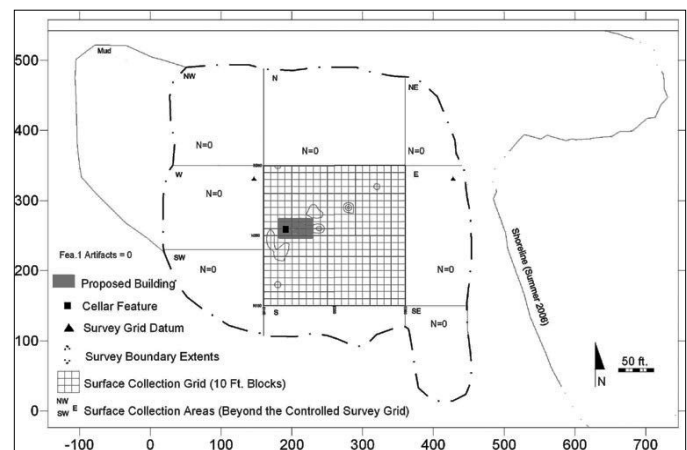 500
400
300
200
100
0
Mud
NW
N
NE
N=0
N=0
N=0
W
E
N=0
N=0
SW
N=0
S
SE
N=0
Shoreline (Summer 2006)
Fea.1 Artifacts = 0
Proposed Building
Cellar Feature
Survey Grid Datum
Survey Boundary Extents
Surface Collection Grid (10 Ft. Blocks)
NW
SW E
Surface Collection Areas (Beyond the Controlled Survey Grid)
N
50 ft.
-100 0 100 200 300 400 500 600 700